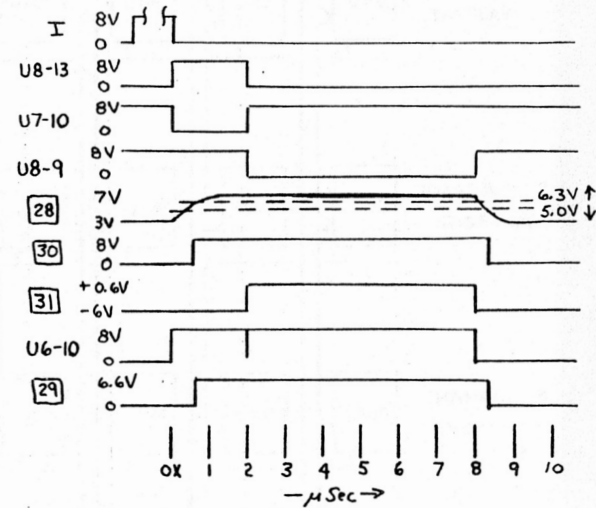 I 8V
0
U8-13 8V
0
U7-10 8V
0
U8-9 8V
0
28 7V 6.3V ↑
3V 5.0V ↓
30 8V
0
31 +0.6V
-6V
U6-10 8V
0
29 6.6V
0
0X 1 2 3 4 5 6 7 8 9 10
-μSec→